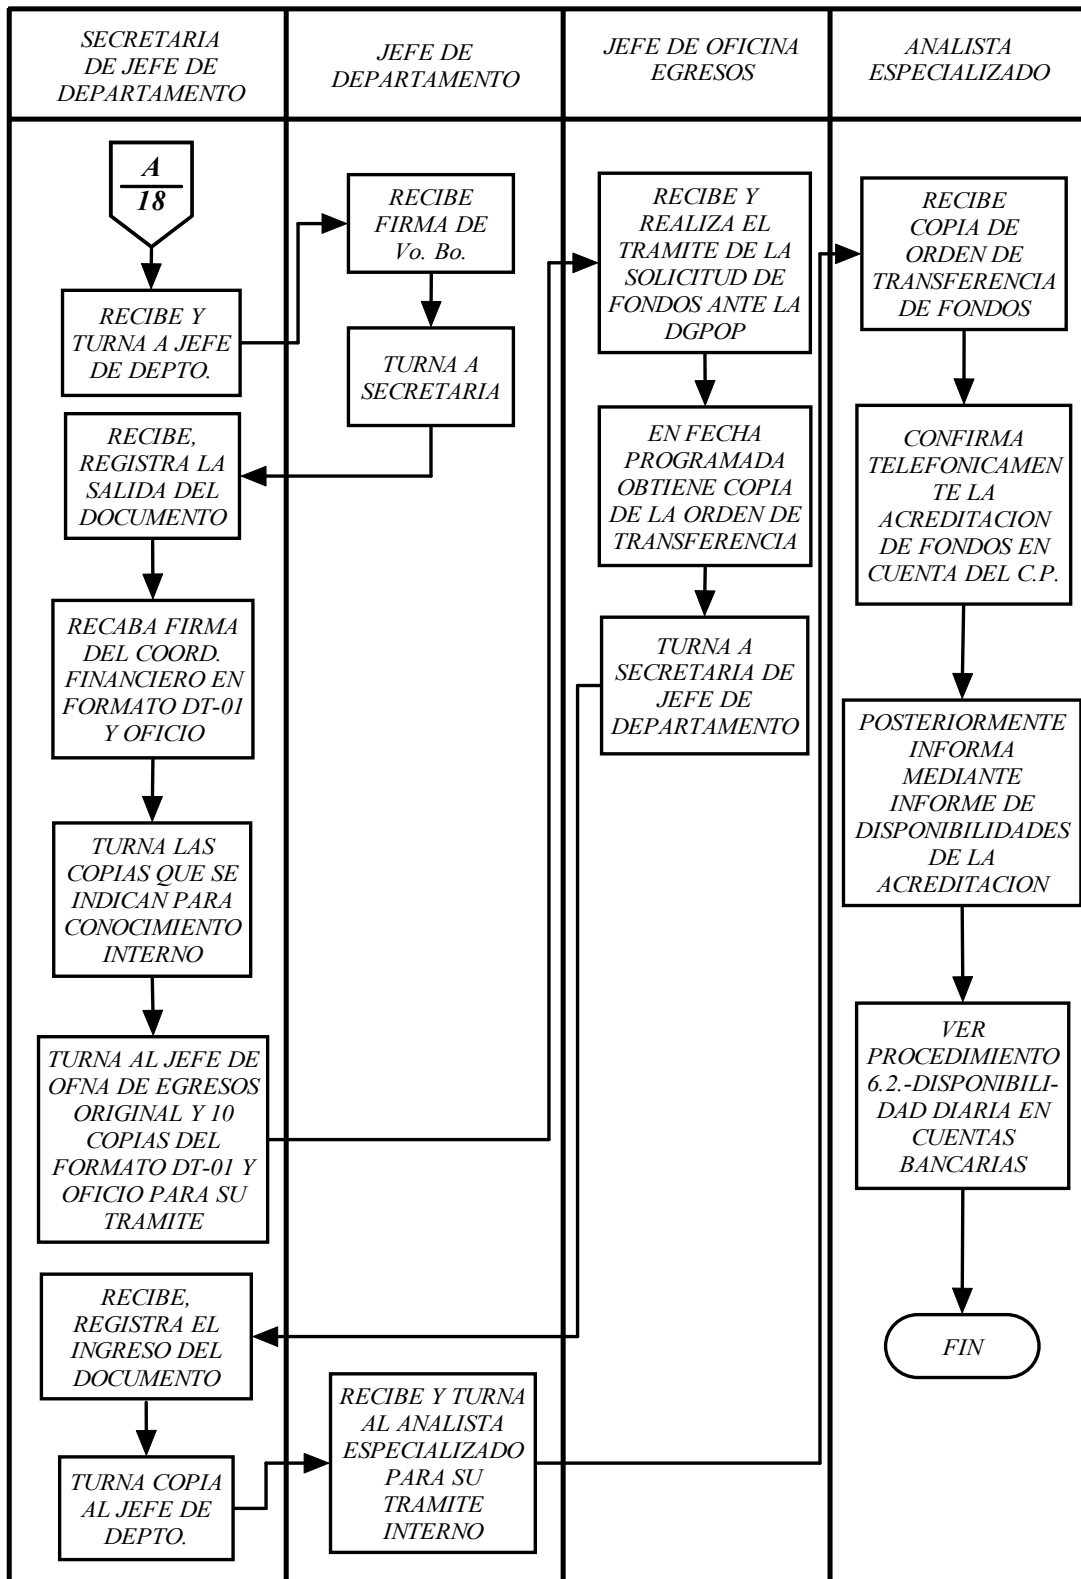 SECRETARIA
DE JEFE DE
DEPARTAMENTO
JEFE DE
DEPARTAMENTO
JEFE DE OFICINA
EGRESOS
ANALISTA
ESPECIALIZADO
A
18
RECIBE Y
TURNA A JEFE
DE DEPTO.
RECIBE,
REGISTRA LA
SALIDA DEL
DOCUMENTO
RECABA FIRMA
DEL COORD.
FINANCIERO EN
FORMATO DT-01
Y OFICIO
TURNA LAS
COPIAS QUE SE
INDICAN PARA
CONOCIMIENTO
INTERNO
TURNA AL JEFE DE
OFNA DE EGRESOS
ORIGINAL Y 10
COPIAS DEL
FORMATO DT-01 Y
OFICIO PARA SU
TRAMITE
RECIBE,
REGISTRA EL
INGRESO DEL
DOCUMENTO
TURNA COPIA
AL JEFE DE
DEPTO.
RECIBE
FIRMA DE
Vo. Bo.
TURNA A
SECRETARIA
RECIBE Y TURNA
AL ANALISTA
ESPECIALIZADO
PARA SU
TRAMITE
INTERNO
RECIBE Y
REALIZA EL
TRAMITE DE LA
SOLICITUD DE
FONDOS ANTE LA
DGPOP
EN FECHA
PROGRAMADA
OBTIENE COPIA
DE LA ORDEN DE
TRANSFERENCIA
TURNA A
SECRETARIA DE
JEFE DE
DEPARTAMENTO
RECIBE
COPIA DE
ORDEN DE
TRANSFERENCIA
DE FONDOS
CONFIRMA
TELEFONICAMEN
TE LA
ACREDITACION
DE FONDOS EN
CUENTA DEL C.P.
POSTERIORMENTE
INFORMA
MEDIANTE
INFORME DE
DISPONIBILIDADES
DE LA
ACREDITACION
VER
PROCEDIMIENTO
6.2.-DISPONIBILI-
DAD DIARIA EN
CUENTAS
BANCARIAS
FIN